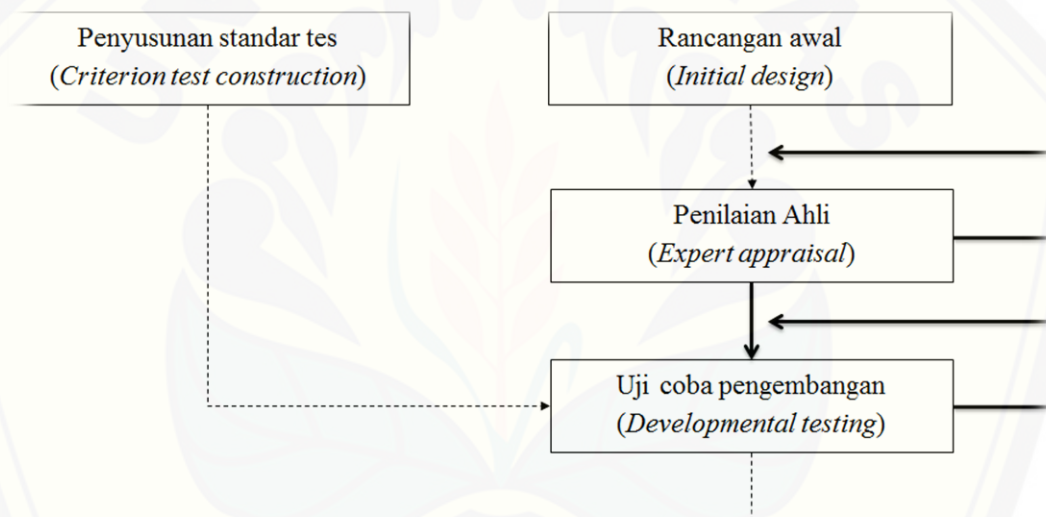 Penyusunan standar tes
(Criterion test construction)
Rancangan awal
(Initial design)
Penilaian Ahli
(Expert appraisal)
Uji coba pengembangan
(Developmental testing)